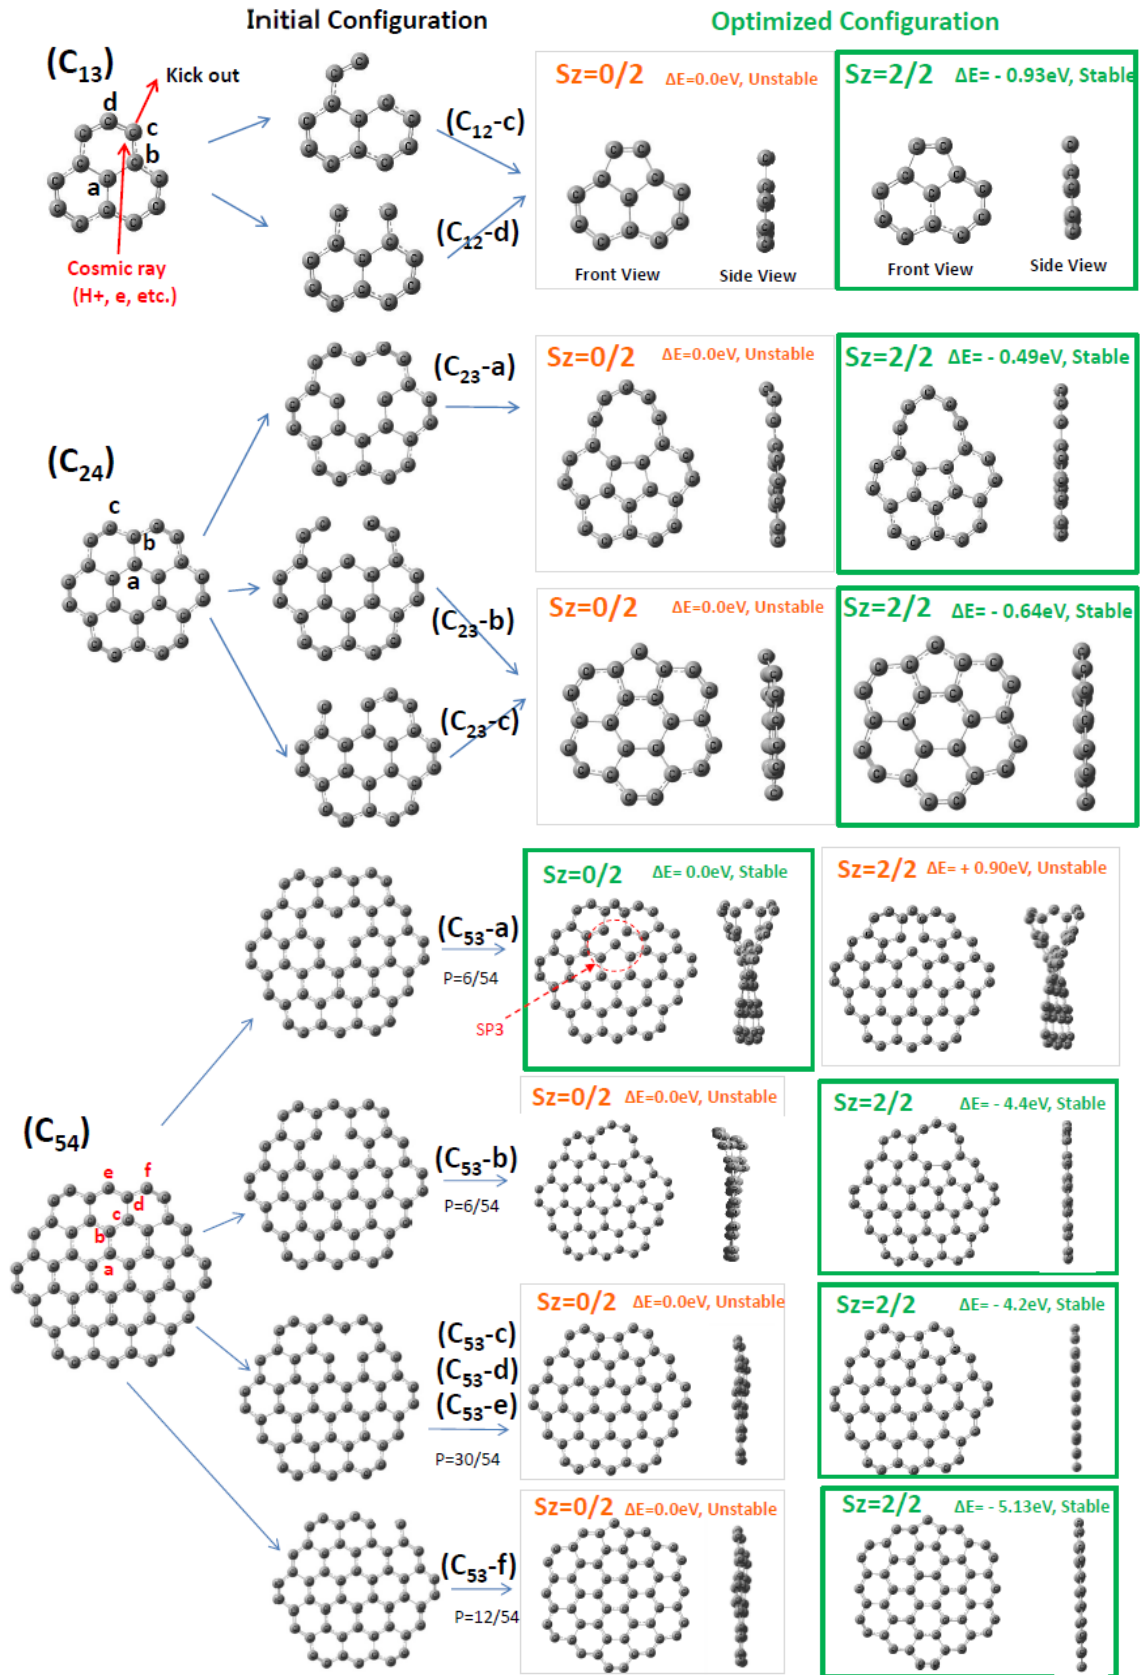 Initial Configuration
Optimized Configuration
(C13)
Kick out
d
c
b
a
Cosmic ray
(H+, e, etc.)
(C12-c)
(C12-d)
Sz=0/2 ΔE=0.0eV, Unstable
Front View
Side View
Sz=2/2 ΔE= - 0.93eV, Stable
Front View
Side View
(C24)
c
b
a
(C23-a)
Sz=0/2 ΔE=0.0eV, Unstable
Sz=2/2 ΔE= - 0.49eV, Stable
(C23-b)
(C23-c)
Sz=0/2 ΔE=0.0eV, Unstable
Sz=2/2 ΔE= - 0.64eV, Stable
(C54)
e f
d
c
b
a
(C53-a)
P=6/54
Sz=0/2 ΔE= 0.0eV, Stable
SP3
Sz=2/2 ΔE= + 0.90eV, Unstable
(C53-b)
P=6/54
Sz=0/2 ΔE=0.0eV, Unstable
Sz=2/2 ΔE= - 4.4eV, Stable
(C53-c)
(C53-d)
(C53-e)
P=30/54
Sz=0/2 ΔE=0.0eV, Unstable
Sz=2/2 ΔE= - 4.2eV, Stable
(C53-f)
P=12/54
Sz=0/2 ΔE=0.0eV, Unstable
Sz=2/2 ΔE= - 5.13eV, Stable